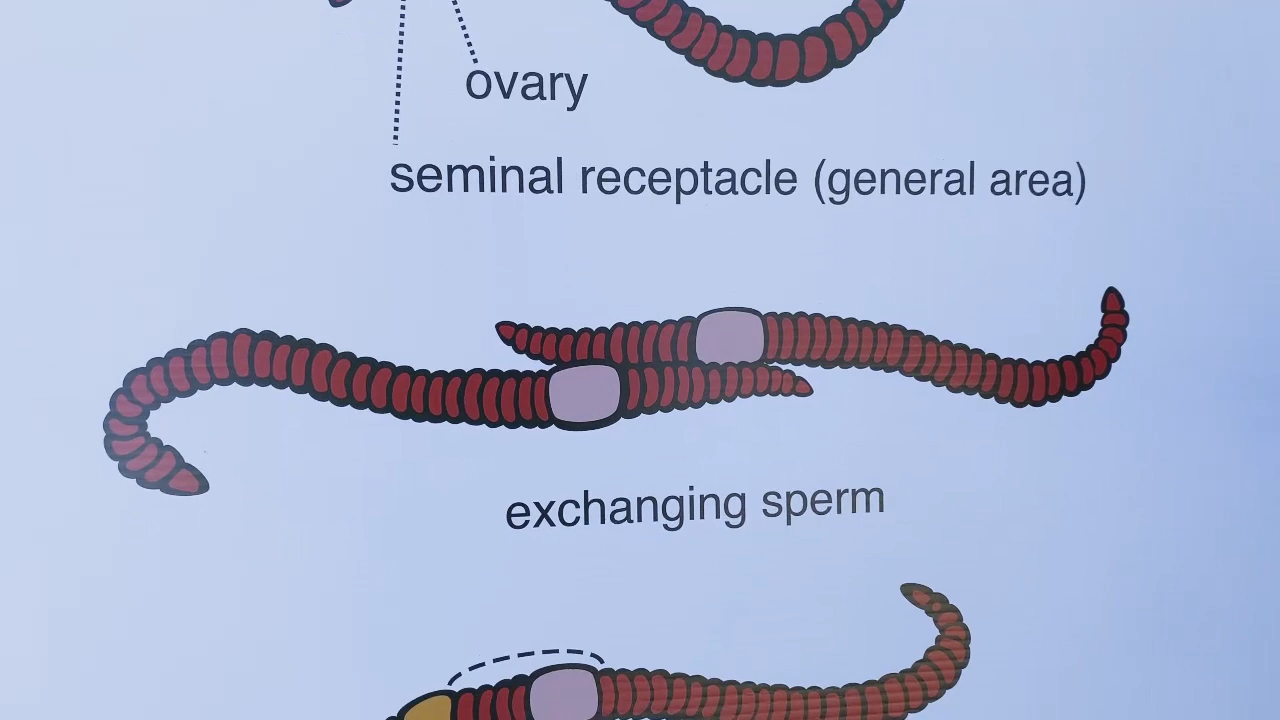 ovary
seminal receptacle (general area)
exchanging sperm